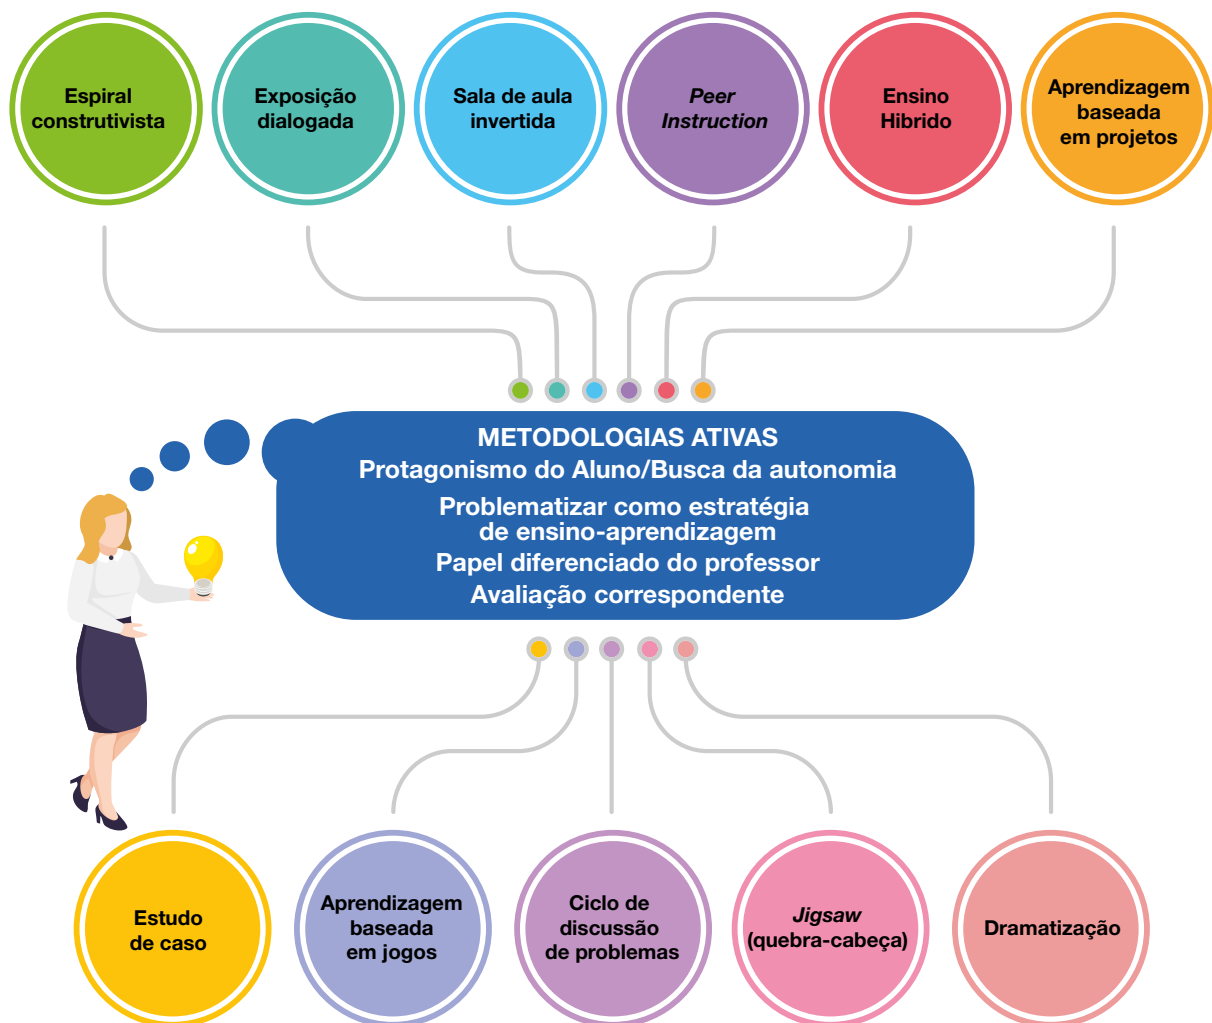 Espiral
construtivista
Exposição
dialogada
Sala de aula
invertida
Peer
Instruction
Ensino
Hibrido
Aprendizagem
baseada
em projetos
METODOLOGIAS ATIVAS
Protagonismo do Aluno/Busca da autonomia
Problematizar como estratégia
de ensino-aprendizagem
Papel diferenciado do professor
Avaliação correspondente
Estudo
de caso
Aprendizagem
baseada
em jogos
Ciclo de
discussão
de problemas
Jigsaw
(quebra-cabeça)
Dramatização